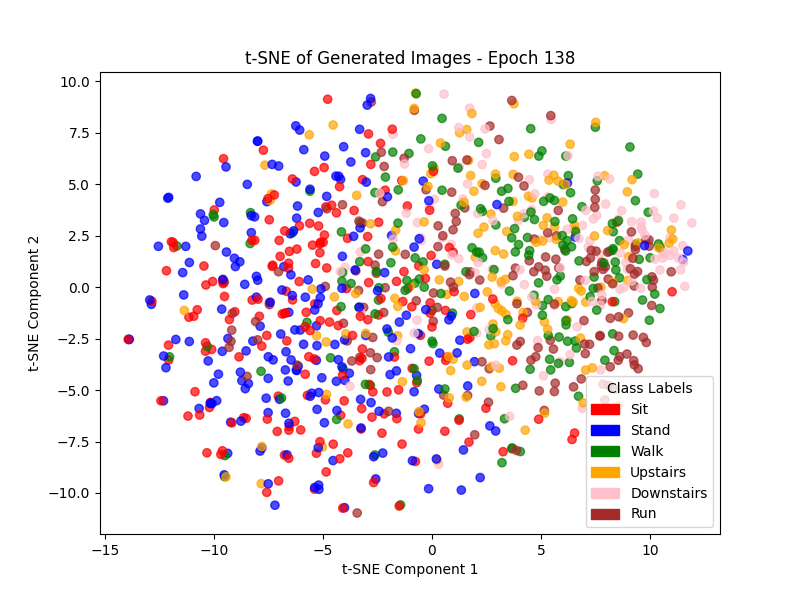 t-SNE of Generated Images - Epoch 138
10.0
7.5
5.0
2.5
0.0
−2.5
−5.0
−7.5
−10.0
t-SNE Component 2
−15
−10
−5
0
5
10
t-SNE Component 1
Class Labels
Sit
Stand
Walk
Upstairs
Downstairs
Run